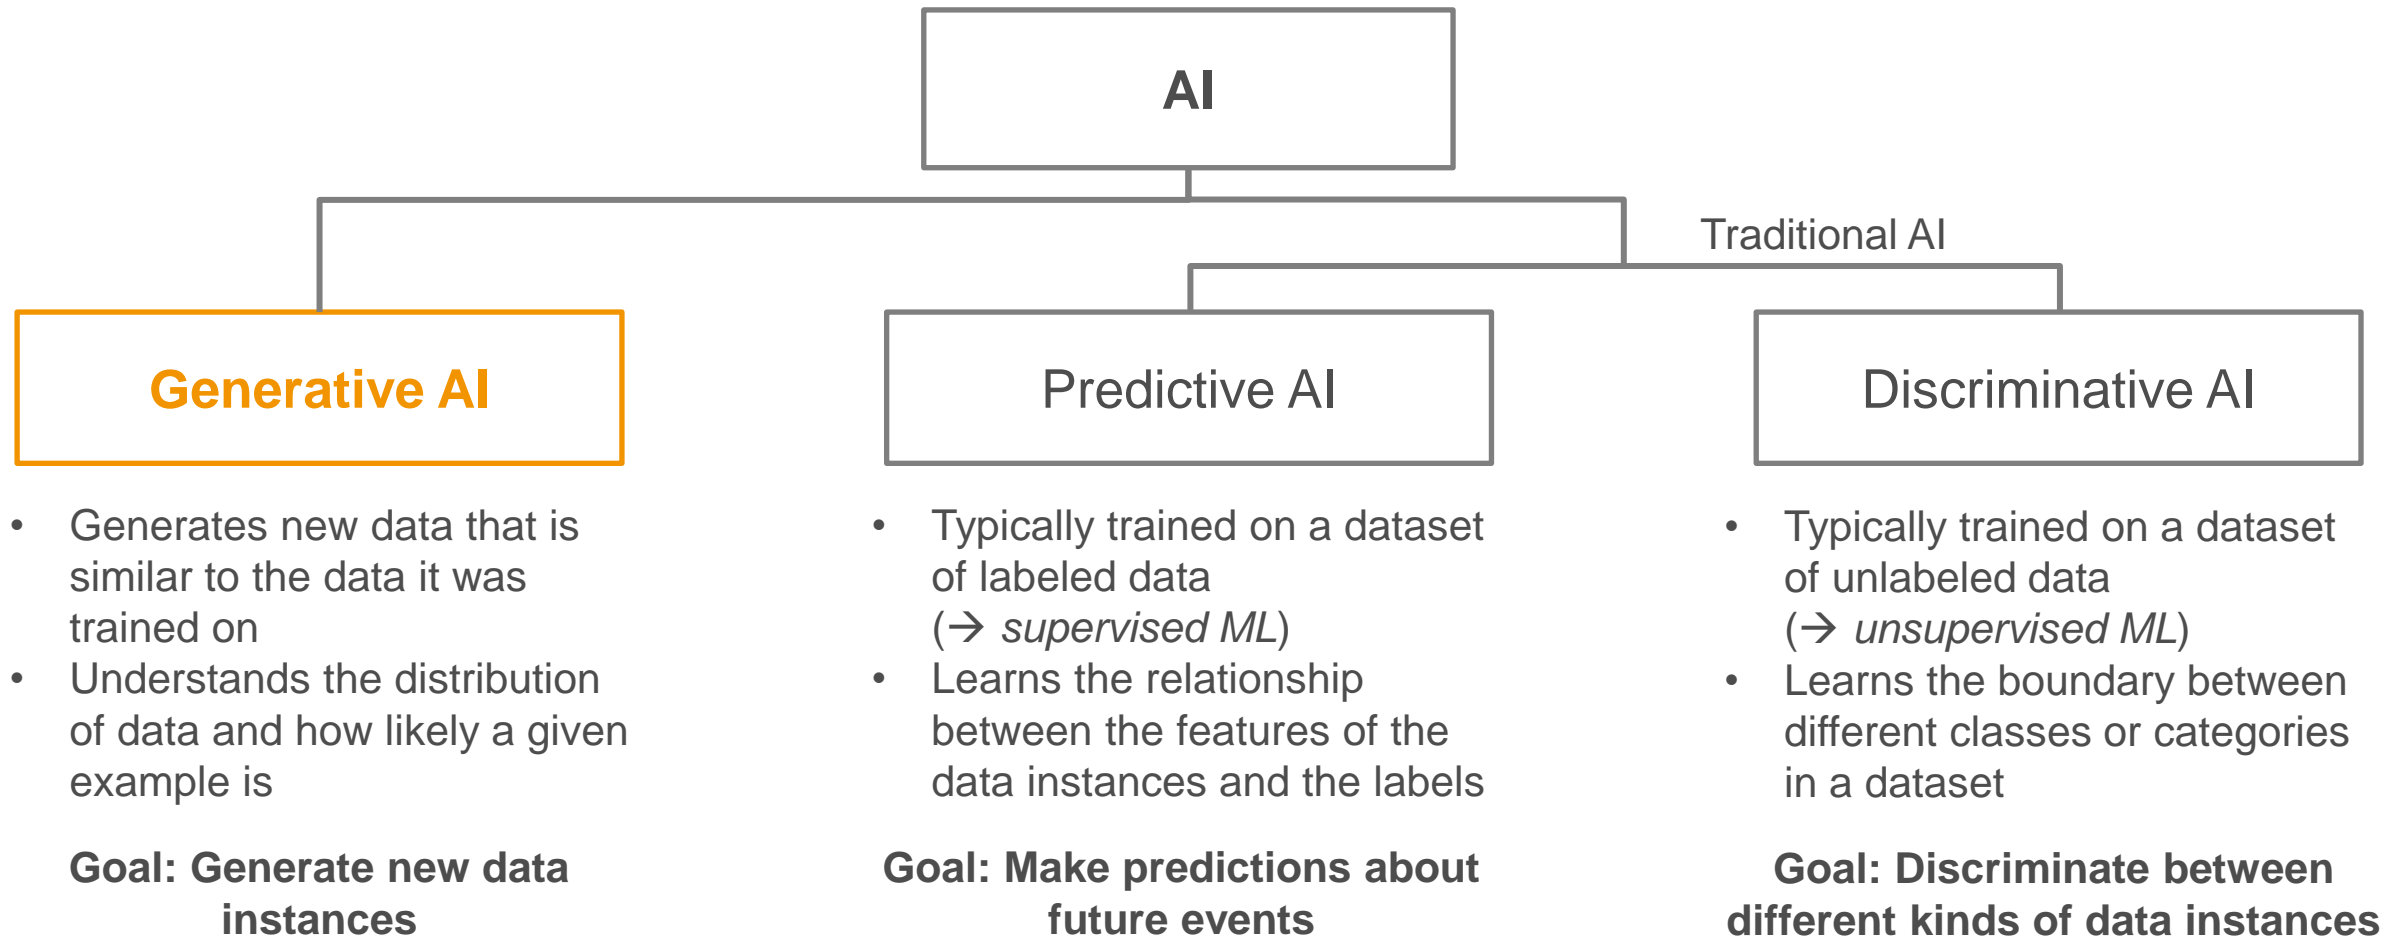 AI
Traditional AI
Generative AI
• Generates new data that is
similar to the data it was
trained on
• Understands the distribution
of data and how likely a given
example is
Goal: Generate new data
instances
Predictive AI
• Typically trained on a dataset
of labeled data
(→ supervised ML)
• Learns the relationship
between the features of the
data instances and the labels
Goal: Make predictions about
future events
Discriminative AI
• Typically trained on a dataset
of unlabeled data
(→ unsupervised ML)
• Learns the boundary between
different classes or categories
in a dataset
Goal: Discriminate between
different kinds of data instances